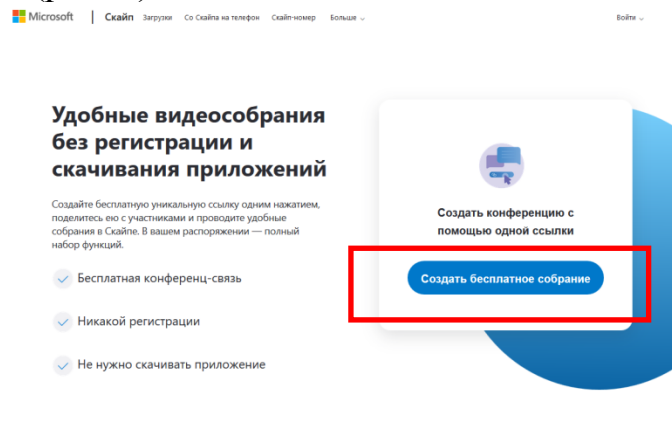 Microsoft | Скайп Загрузки Со Скайпа на телефон Скайп-номер Больше Войти
Удобные видеособрания
без регистрации и
скачивания приложений
Создайте бесплатную уникальную ссылку одним нажатием,
поделитесь ею с участниками и проводите удобные
собрания в Скайпе. В вашем распоряжении — полный
набор функций.
Бесплатная конференц-связь
Никакой регистрации
Не нужно скачивать приложение
Создать конференцию с
помощью одной ссылки
Создать бесплатное собрание